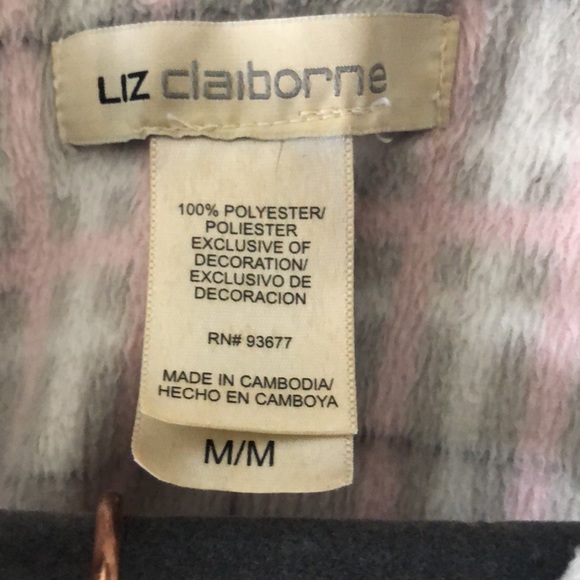 LIZ claiborne
100% POLYESTER/
POLIESTER
EXCLUSIVE OF
DECORATION/
EXCLUSIVO DE
DECORACION
RN# 93677
MADE IN CAMBODIA/
HECHO EN CAMBOYA
M/M